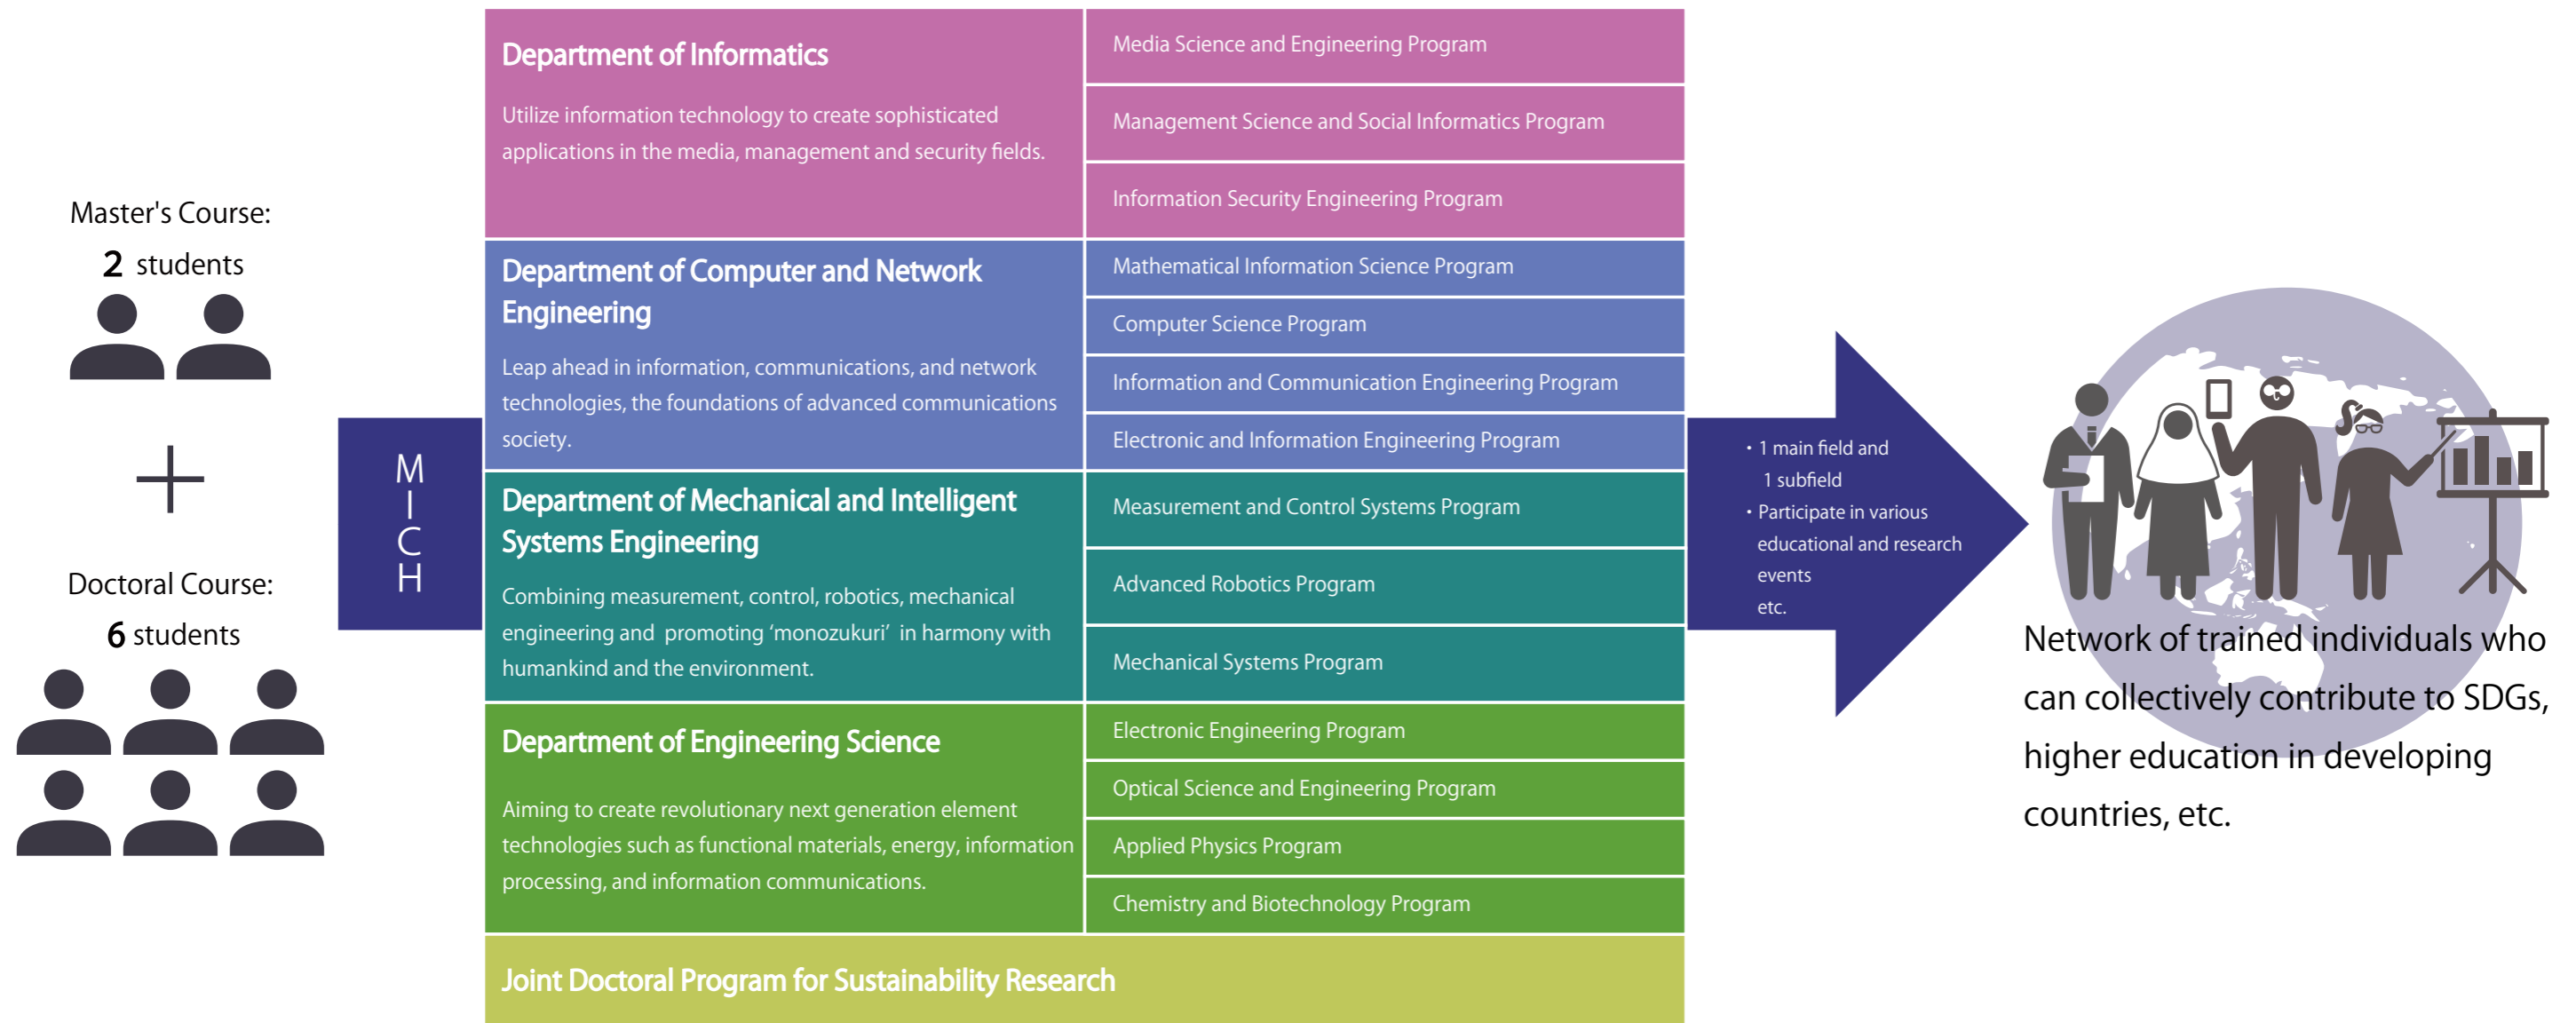 Master's Course:
2 students
Doctoral Course:
6 students
M
I
C
H
Department of Informatics
Utilize information technology to create sophisticated
applications in the media, management and security fields.
Media Science and Engineering Program
Management Science and Social Informatics Program
Information Security Engineering Program
Department of Computer and Network
Engineering
Leap ahead in information, communications, and network
technologies, the foundations of advanced communications
society.
Mathematical Information Science Program
Computer Science Program
Information and Communication Engineering Program
Electronic and Information Engineering Program
Department of Mechanical and Intelligent
Systems Engineering
Combining measurement, control, robotics, mechanical
engineering and promoting ‘monozukuri’ in harmony with
humankind and the environment.
Measurement and Control Systems Program
Advanced Robotics Program
Mechanical Systems Program
Department of Engineering Science
Aiming to create revolutionary next generation element
technologies such as functional materials, energy, information
processing, and information communications.
Electronic Engineering Program
Optical Science and Engineering Program
Applied Physics Program
Chemistry and Biotechnology Program
Joint Doctoral Program for Sustainability Research
・1 main field and
1 subfield
・Participate in various
educational and research
events
etc.
Network of trained individuals who
can collectively contribute to SDGs,
higher education in developing
countries, etc.